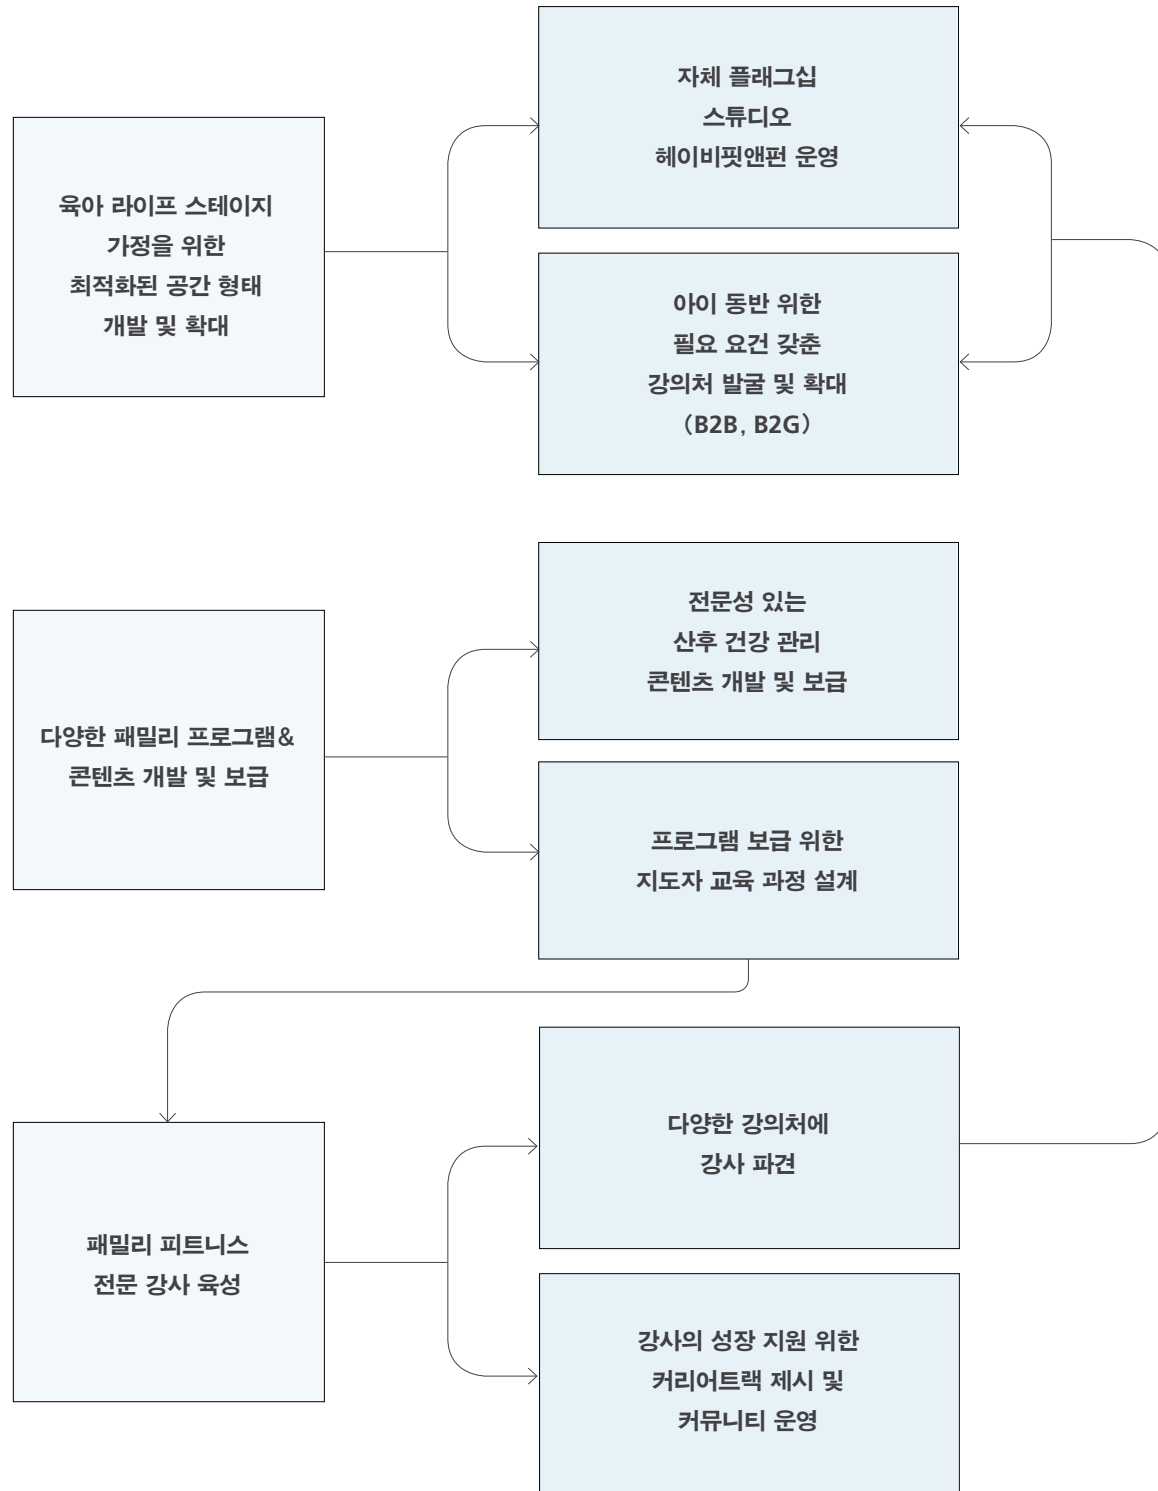 육아 라이프 스테이지
가정을 위한
최적화된 공간 형태
개발 및 확대
자체 플래그십
스튜디오
헤이비핏앤펀 운영
아이 동반 위한
필요 요건 갖춘
강의처 발굴 및 확대
(B2B, B2G)
다양한 패밀리 프로그램&
콘텐츠 개발 및 보급
전문성 있는
산후 건강 관리
콘텐츠 개발 및 보급
프로그램 보급 위한
지도자 교육 과정 설계
패밀리 피트니스
전문 강사 육성
다양한 강의처에
강사 파견
강사의 성장 지원 위한
커리어트랙 제시 및
커뮤니티 운영